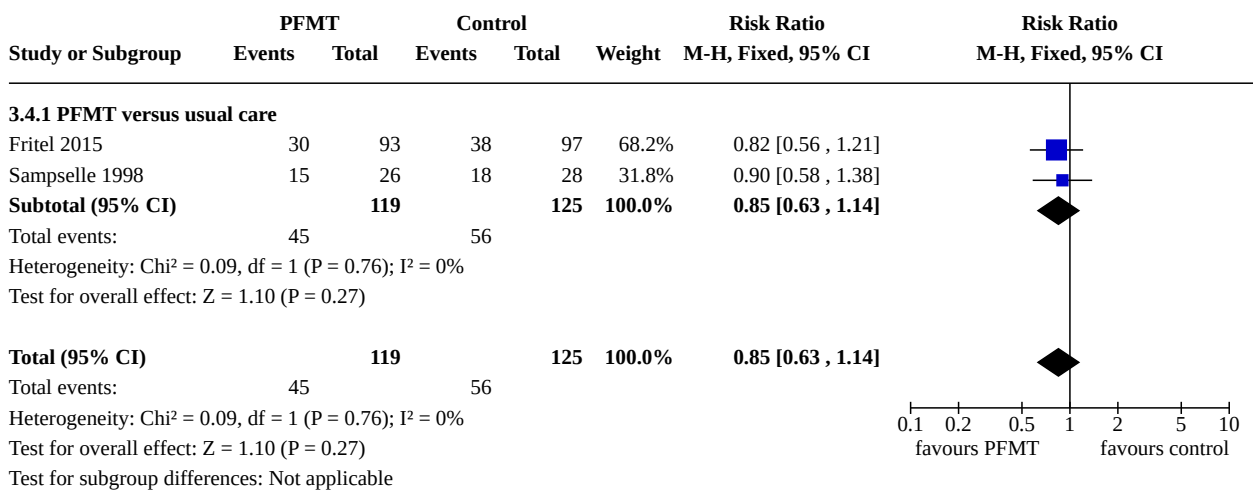 PFMT Control Risk Ratio Risk Ratio
Study or Subgroup Events Total Events Total Weight M-H, Fixed, 95% CI M-H, Fixed, 95% CI
3.4.1 PFMT versus usual care
Fritel 2015 30 93 38 97 68.2% 0.82 [0.56 , 1.21]
Sampselle 1998 15 26 18 28 31.8% 0.90 [0.58 , 1.38]
Subtotal (95% CI) 119 125 100.0% 0.85 [0.63 , 1.14]
Total events: 45 56
Heterogeneity: Chi² = 0.09, df = 1 (P = 0.76); I² = 0%
Test for overall effect: Z = 1.10 (P = 0.27)
Total (95% CI) 119 125 100.0% 0.85 [0.63 , 1.14]
Total events: 45 56
Heterogeneity: Chi² = 0.09, df = 1 (P = 0.76); I² = 0%
0.1 0.2 0.5 1 2 5 10
Test for overall effect: Z = 1.10 (P = 0.27) favours PFMT favours control
Test for subgroup differences: Not applicable